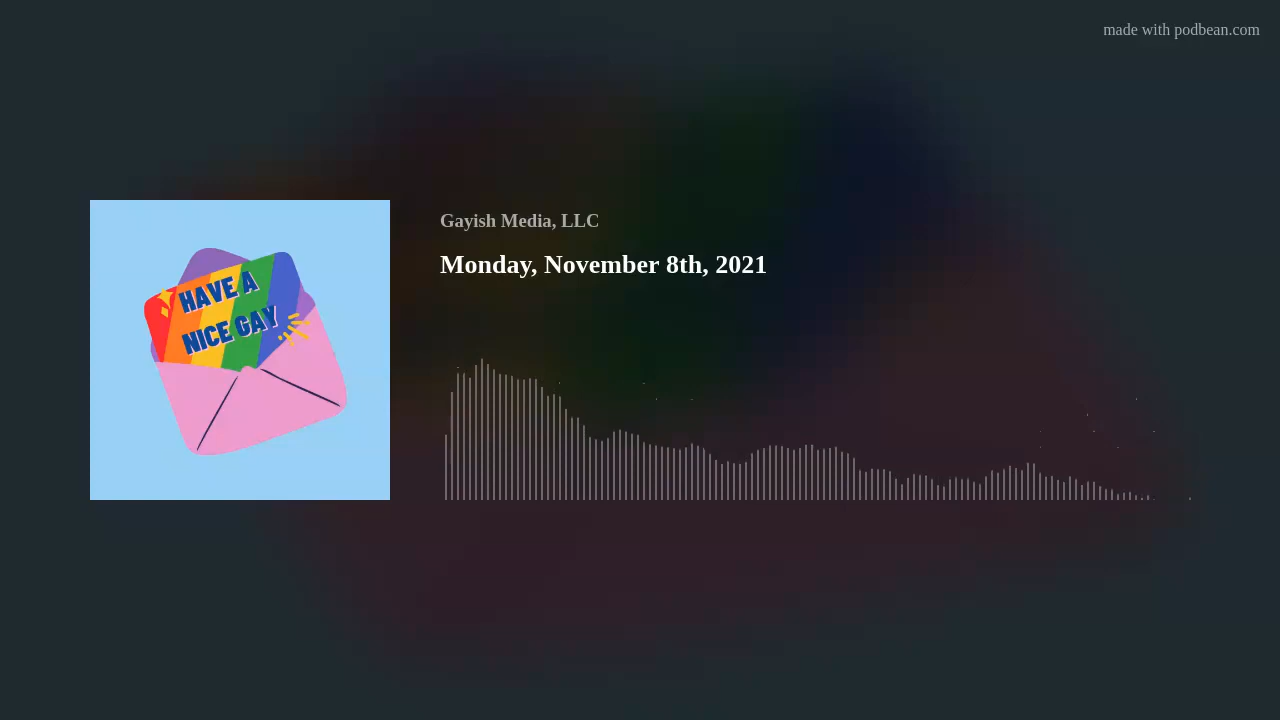 made with podbean.com
HAVE A
NICE GAY
Gayish Media, LLC
Monday, November 8th, 2021